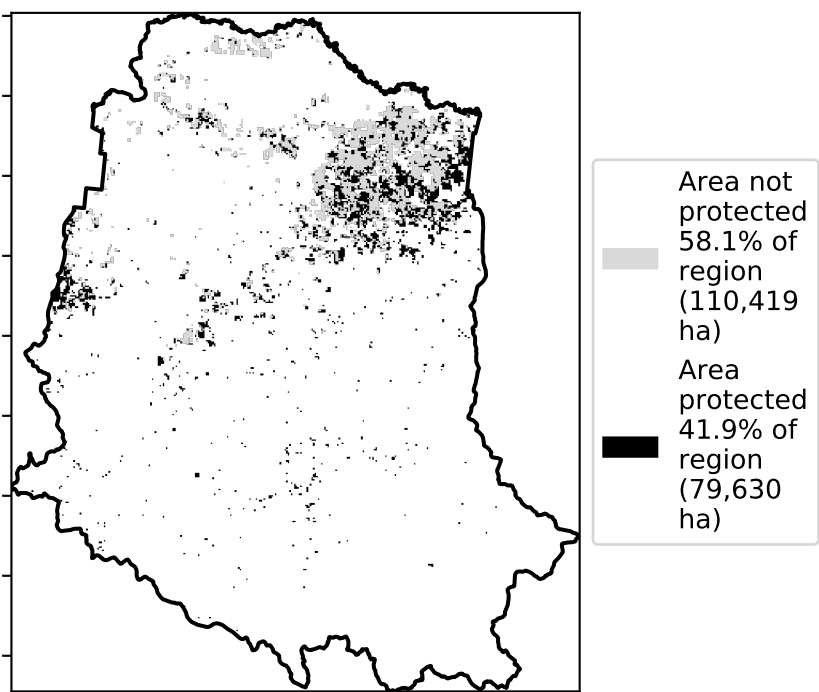 Area not
protected
58.1% of
region
(110,419
ha)
Area
protected
41.9% of
region
(79,630
ha)